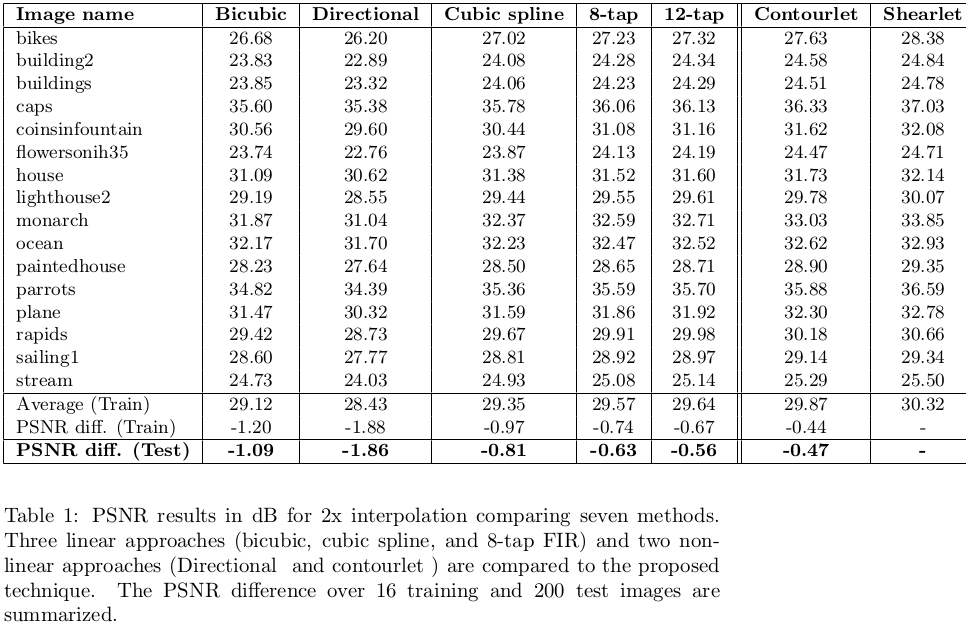 Image name Bicubic Directional Cubic spline 8-tap 12-tap Contourlet Shearlet
bikes 26.68 26.20 27.02 27.23 27.32 27.63 28.38
building2 23.83 22.89 24.08 24.28 24.34 24.58 24.84
buildings 23.85 23.32 24.06 24.23 24.29 24.51 24.78
caps 35.60 35.38 35.78 36.06 36.13 36.33 37.03
coinsinfountain 30.56 29.60 30.44 31.08 31.16 31.62 32.08
flowersonih35 23.74 22.76 23.87 24.13 24.19 24.47 24.71
house 31.09 30.62 31.38 31.52 31.60 31.73 32.14
lighthouse2 29.19 28.55 29.44 29.55 29.61 29.78 30.07
monarch 31.87 31.04 32.37 32.59 32.71 33.03 33.85
ocean 32.17 31.70 32.23 32.47 32.52 32.62 32.93
paintedhouse 28.23 27.64 28.50 28.65 28.71 28.90 29.35
parrots 34.82 34.39 35.36 35.59 35.70 35.88 36.59
plane 31.47 30.32 31.59 31.86 31.92 32.30 32.78
rapids 29.42 28.73 29.67 29.91 29.98 30.18 30.66
sailing1 28.60 27.77 28.81 28.92 28.97 29.14 29.34
stream 24.73 24.03 24.93 25.08 25.14 25.29 25.50
Average (Train) 29.12 28.43 29.35 29.57 29.64 29.87 30.32
PSNR diff. (Train) -1.20 -1.88 -0.97 -0.74 -0.67 -0.44 -
PSNR diff. (Test) -1.09 -1.86 -0.81 -0.63 -0.56 -0.47 -
Table 1: PSNR results in dB for 2x interpolation comparing seven methods.
Three linear approaches (bicubic, cubic spline, and 8-tap FIR) and two non-
linear approaches (Directional and contourlet ) are compared to the proposed
technique. The PSNR difference over 16 training and 200 test images are
summarized.